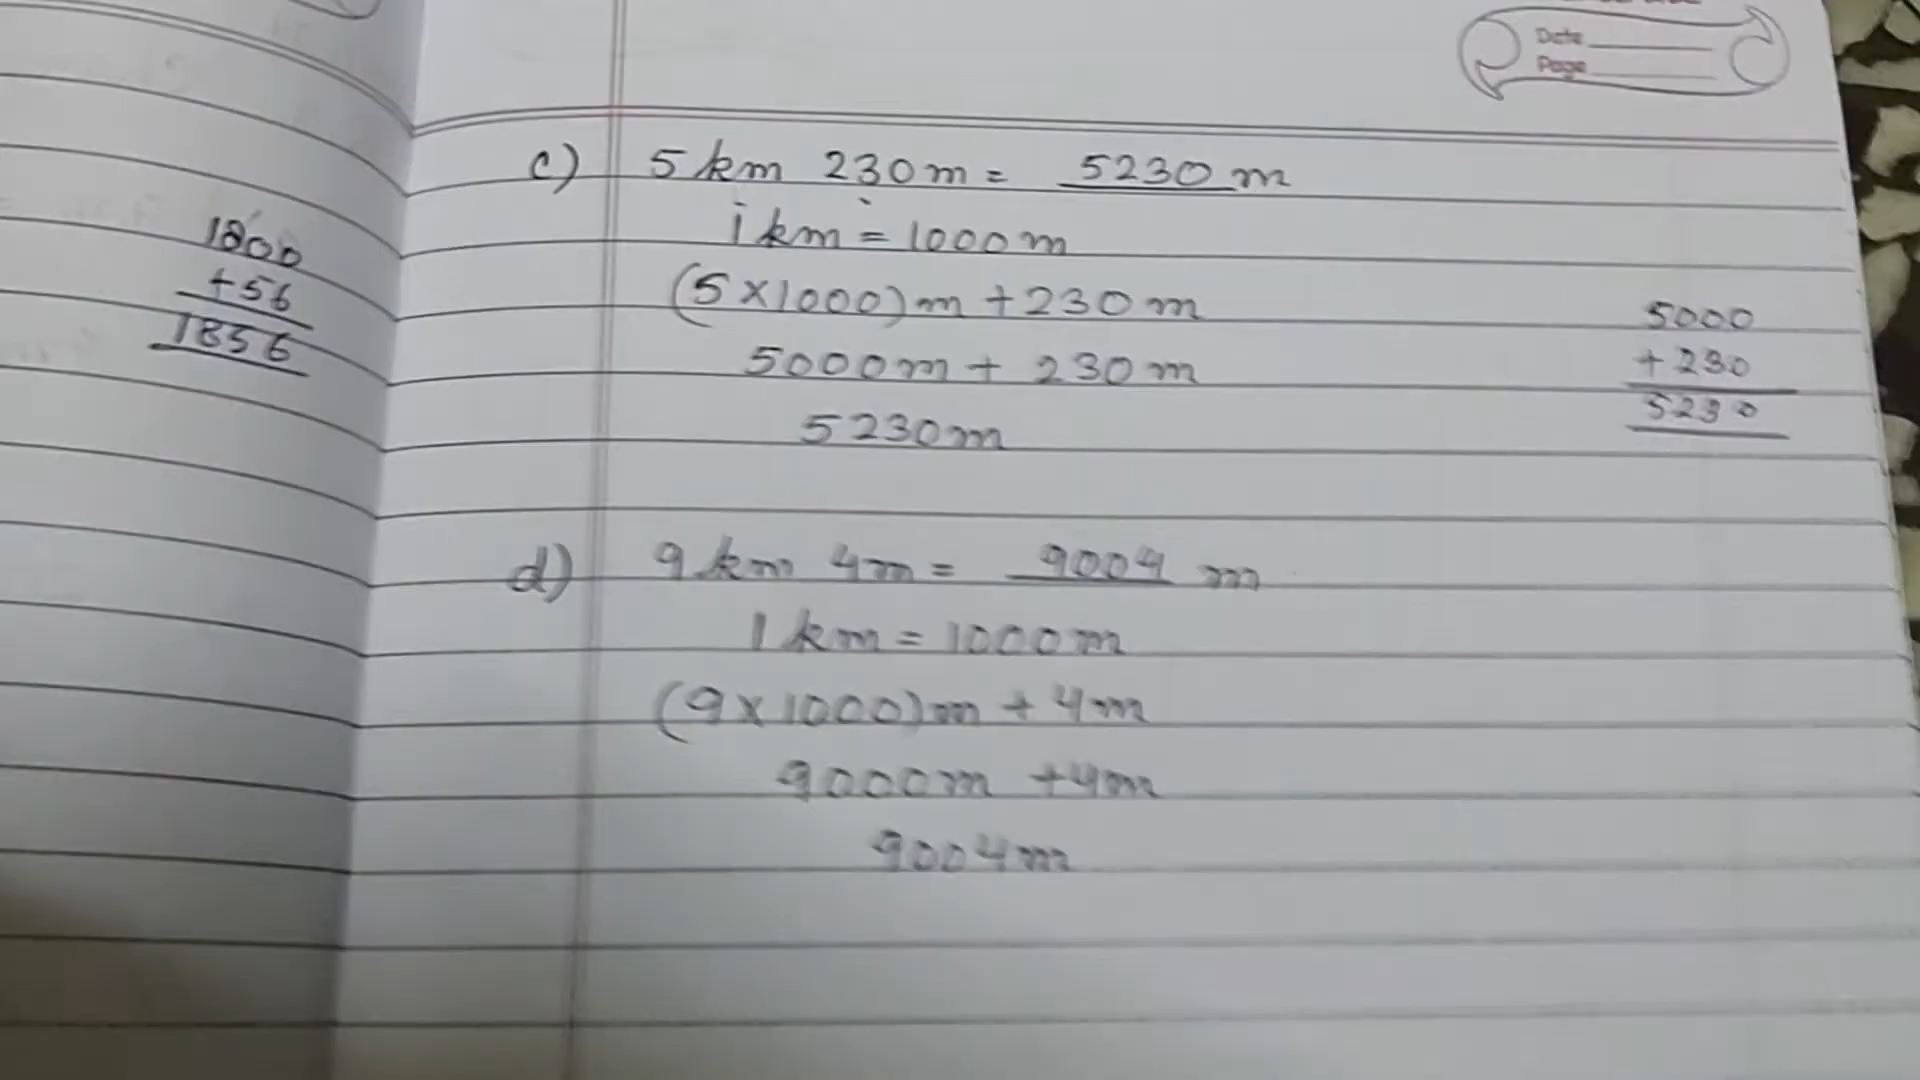 Date
Page
1800
+56
1856
c) 5 km 230 m = 5230 m
1 km = 1000 m
(5 × 1000) m + 230 m
5000 m + 230 m
5230 m
5000
+ 230
5230
d) 9 km 4 m = 9004 m
1 km = 1000 m
(9 × 1000) m + 4 m
9000 m + 4 m
9004 m